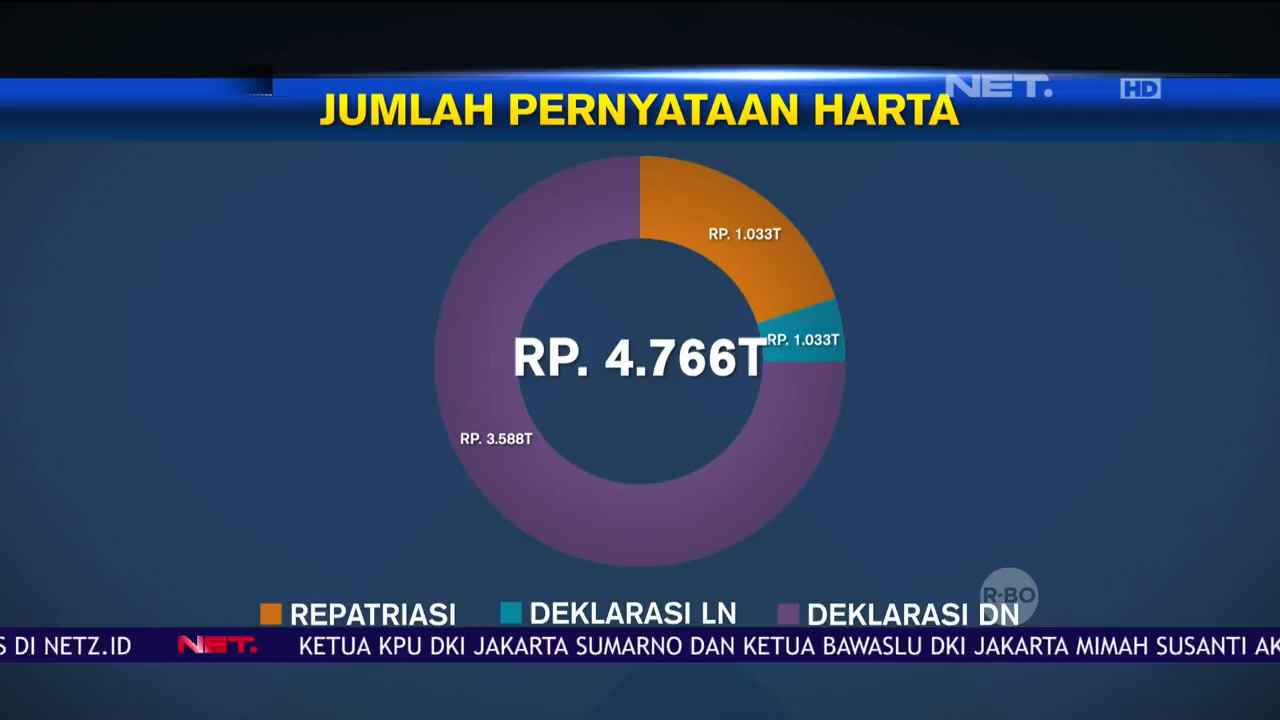 NET. HD
JUMLAH PERNYATAAN HARTA
RP. 1.033T
RP. 1.033T
RP. 4.766T
RP. 3.588T
REPATRIASI DEKLARASI LN DEKLARASI DN
R-BO
S DI NETZ.ID NET. KETUA KPU DKI JAKARTA SUMARNO DAN KETUA BAWASLU DKI JAKARTA MIMAH SUSANTI AK